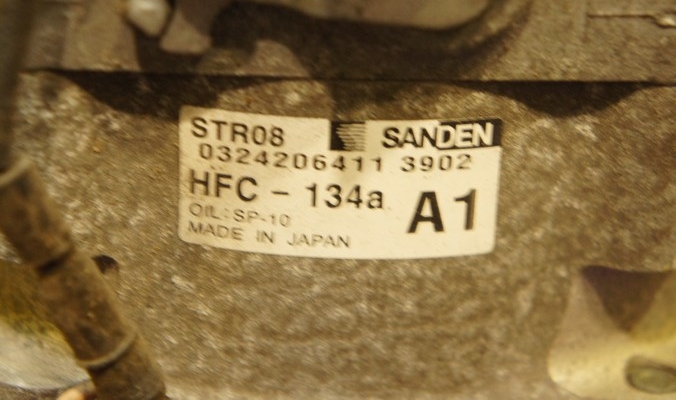 STR08 SANDEN
0324206411 3902
HFC - 134a
A1
OIL:SP-10
MADE IN JAPAN